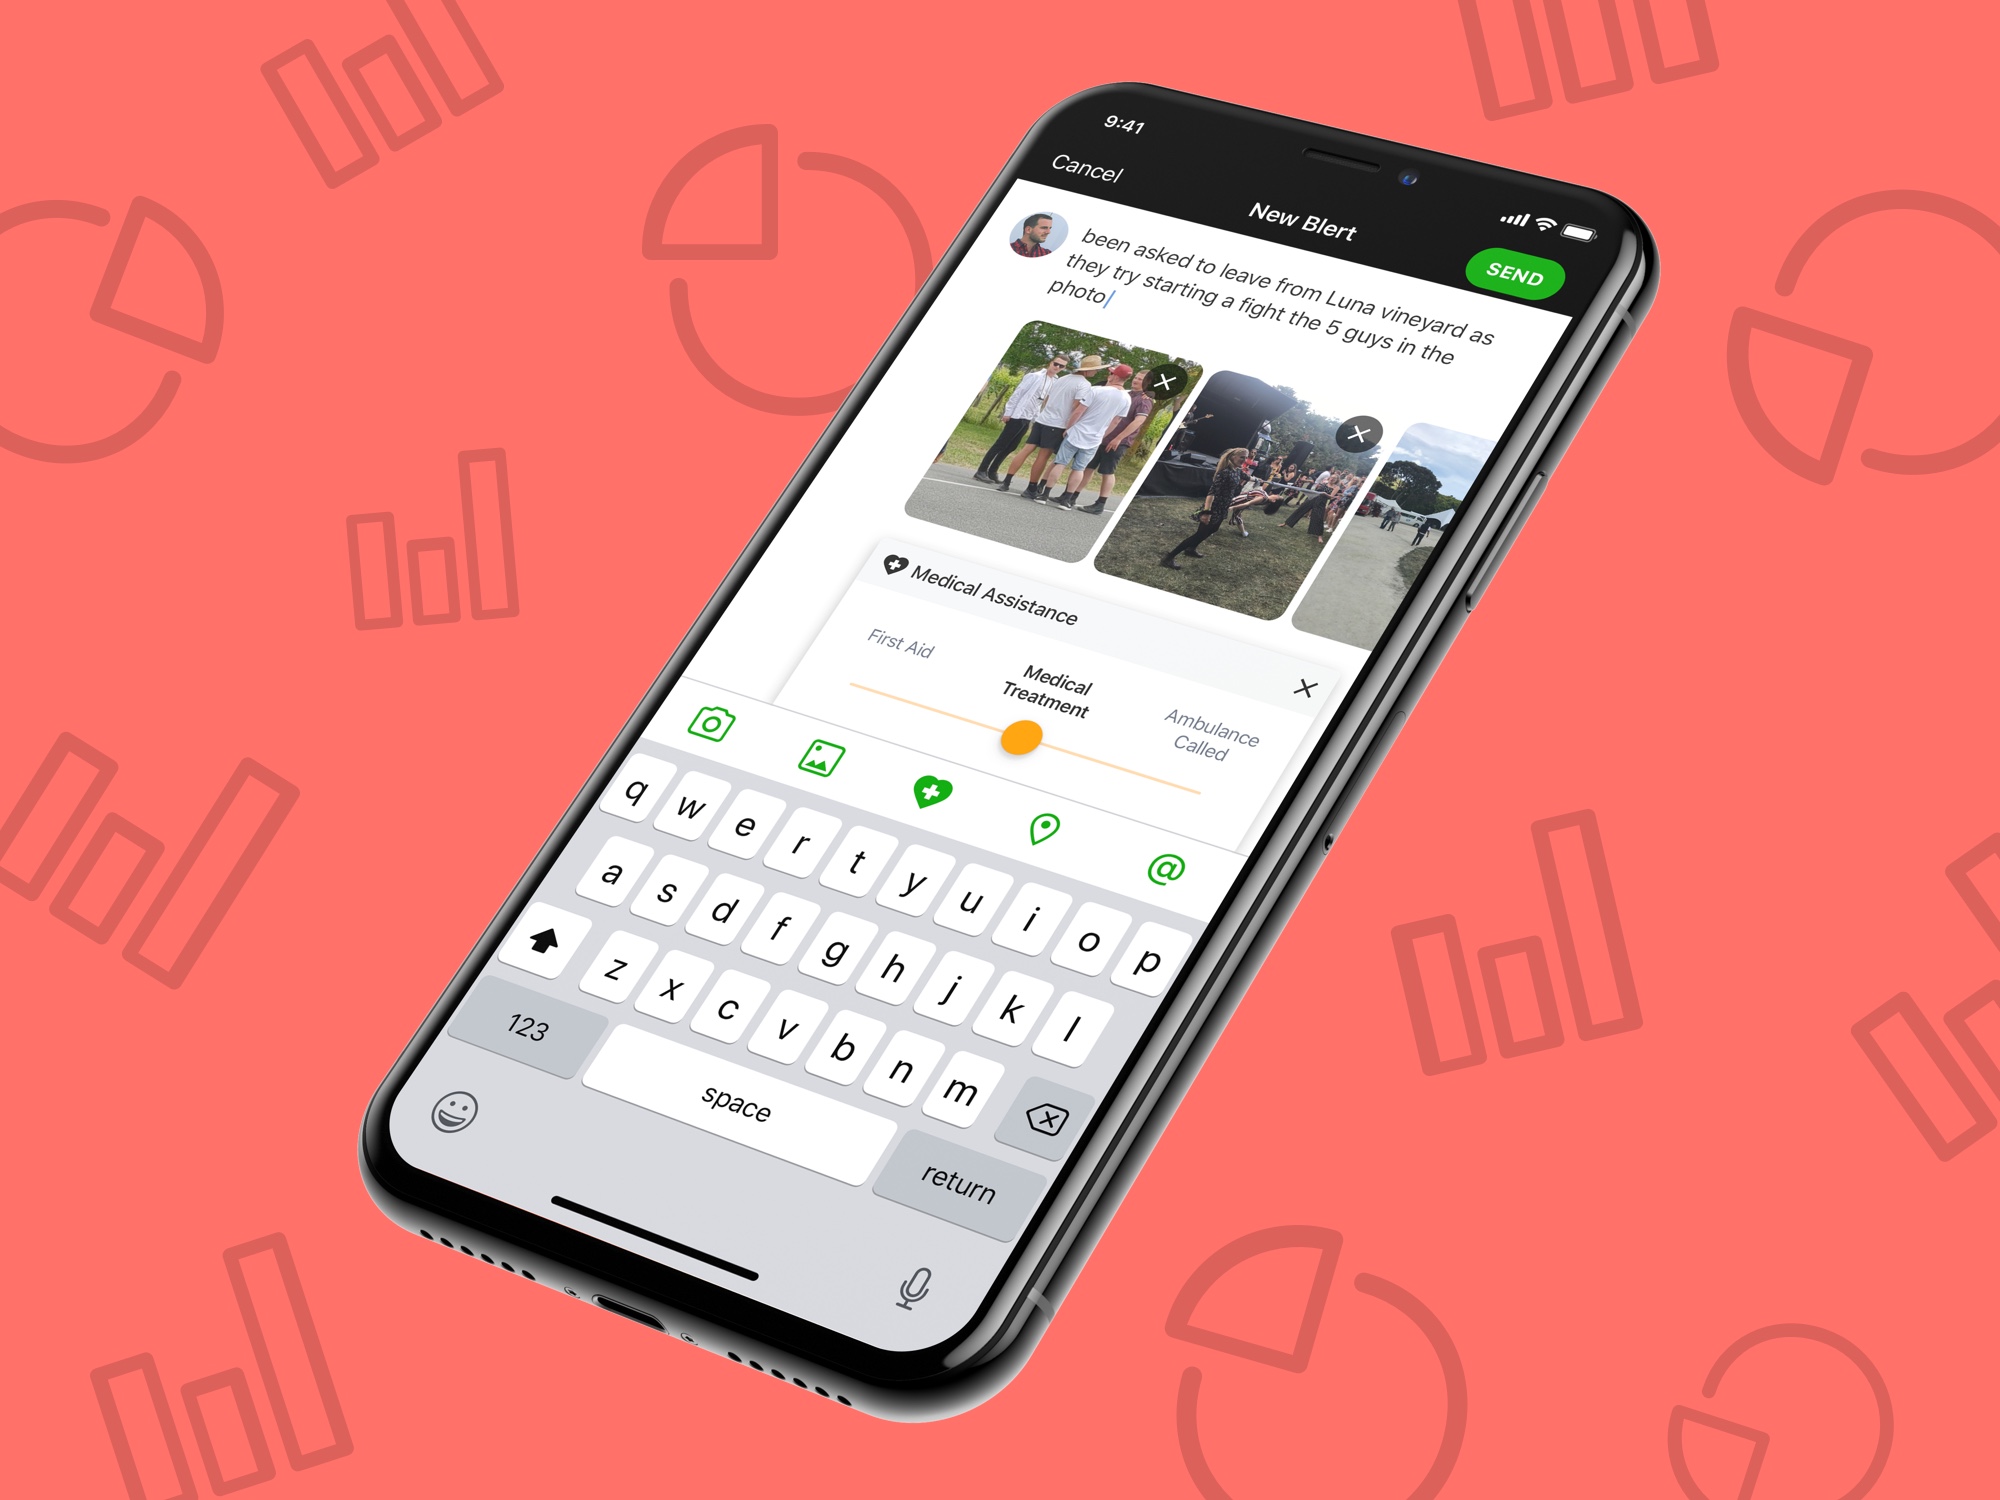 9:41
Cancel
New Blert
SEND
been asked to leave from Luna vineyard as
they try starting a fight the 5 guys in the
photo
Medical Assistance
First Aid
Medical
Treatment
Ambulance
Called
@
q w e r t y u i o p
a s d f g h j k l
z x c v b n m
123
space
return